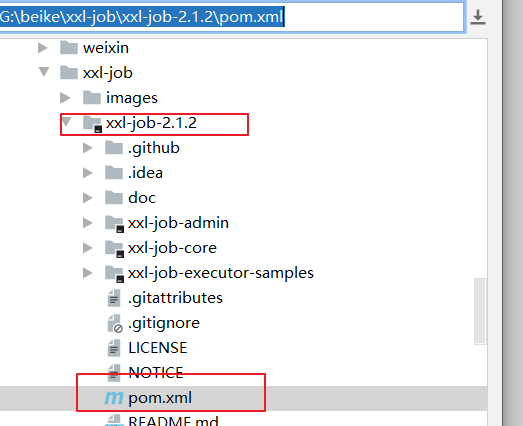 G:\beike\xxl-job\xxl-job-2.1.2\pom.xml
weixin
xxl-job
images
xxl-job-2.1.2
.github
.idea
doc
xxl-job-admin
xxl-job-core
xxl-job-executor-samples
.gitattributes
.gitignore
LICENSE
NOTICE
pom.xml
README.md